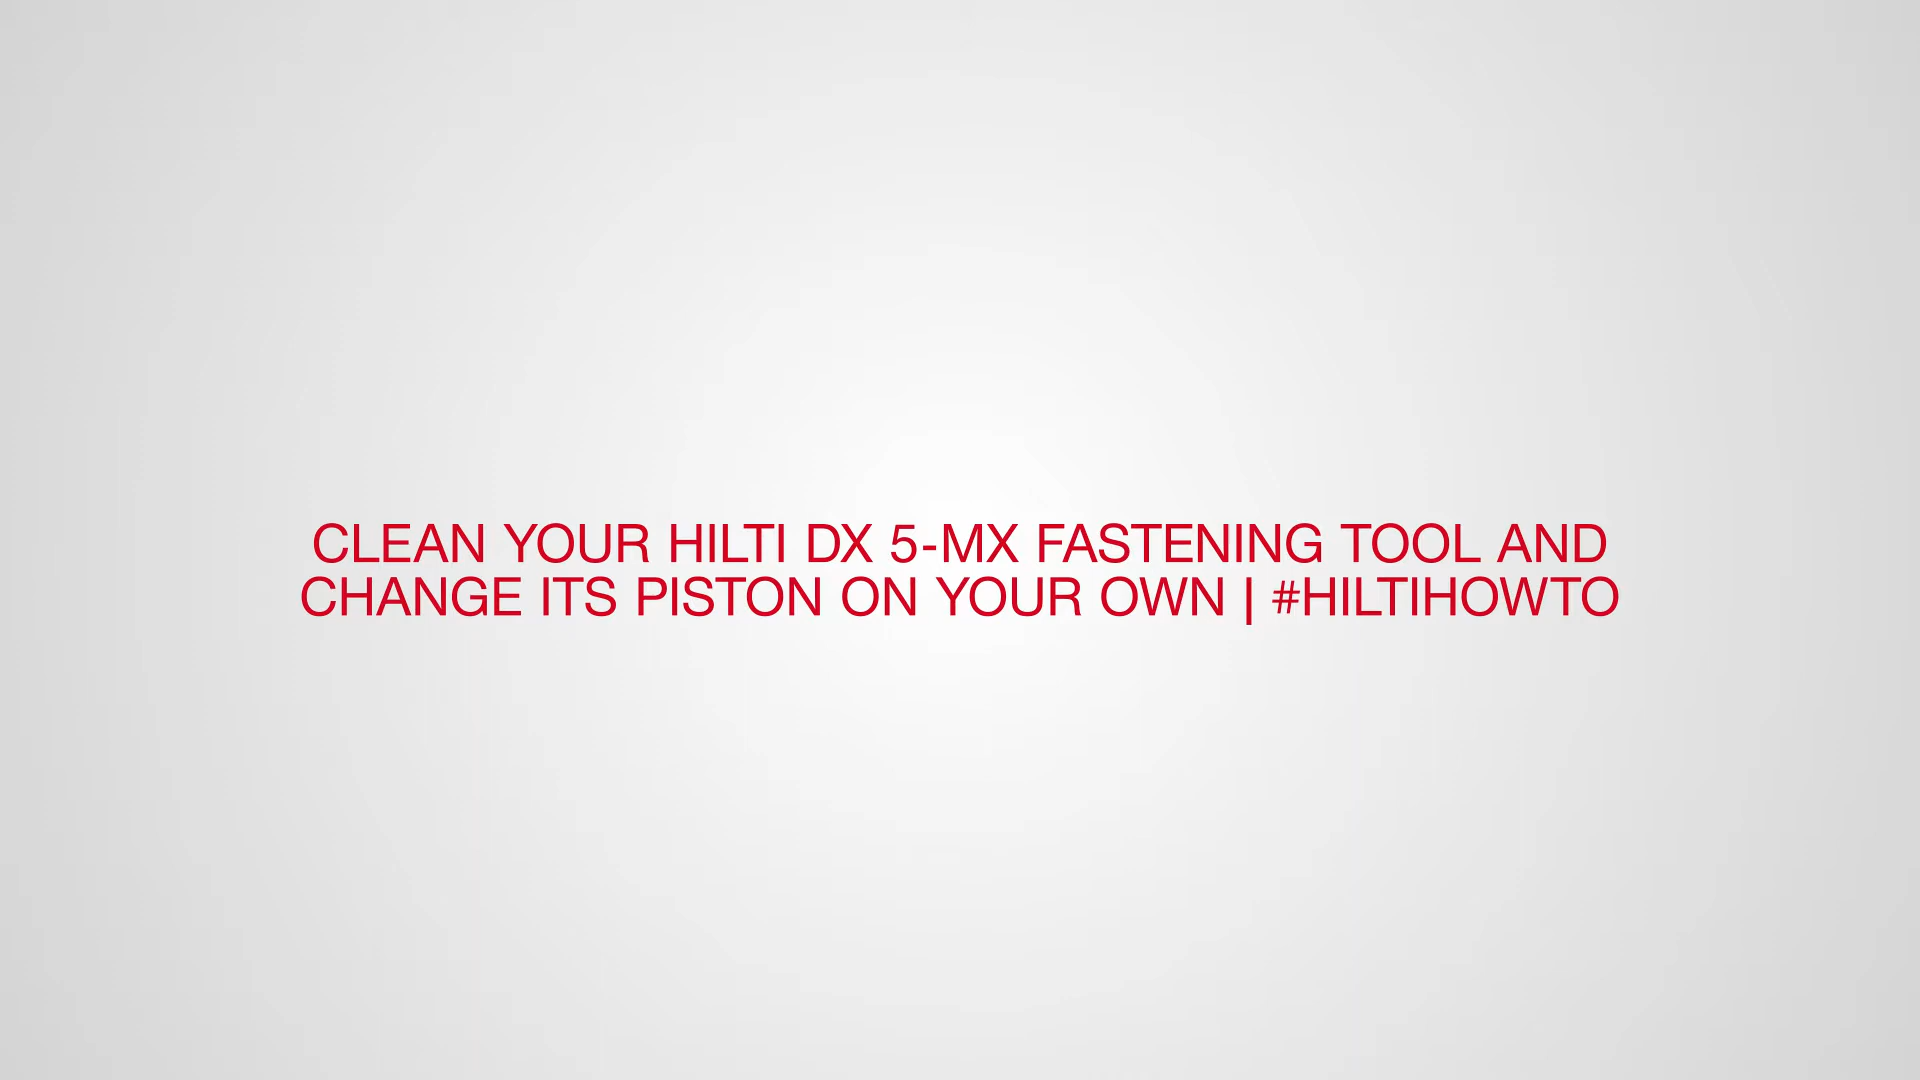 CLEAN YOUR HILTI DX 5-MX FASTENING TOOL AND
CHANGE ITS PISTON ON YOUR OWN | #HILTIHOWTO